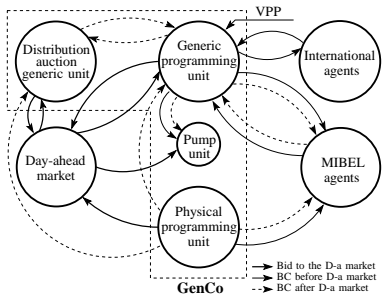 VPP
Distribution
auction
generic unit
Generic
programming
unit
International
agents
Day-ahead
market
Pump
unit
MIBEL
agents
Physical
programming
unit
GenCo
Bid to the D-a market
BC before D-a market
BC after D-a market